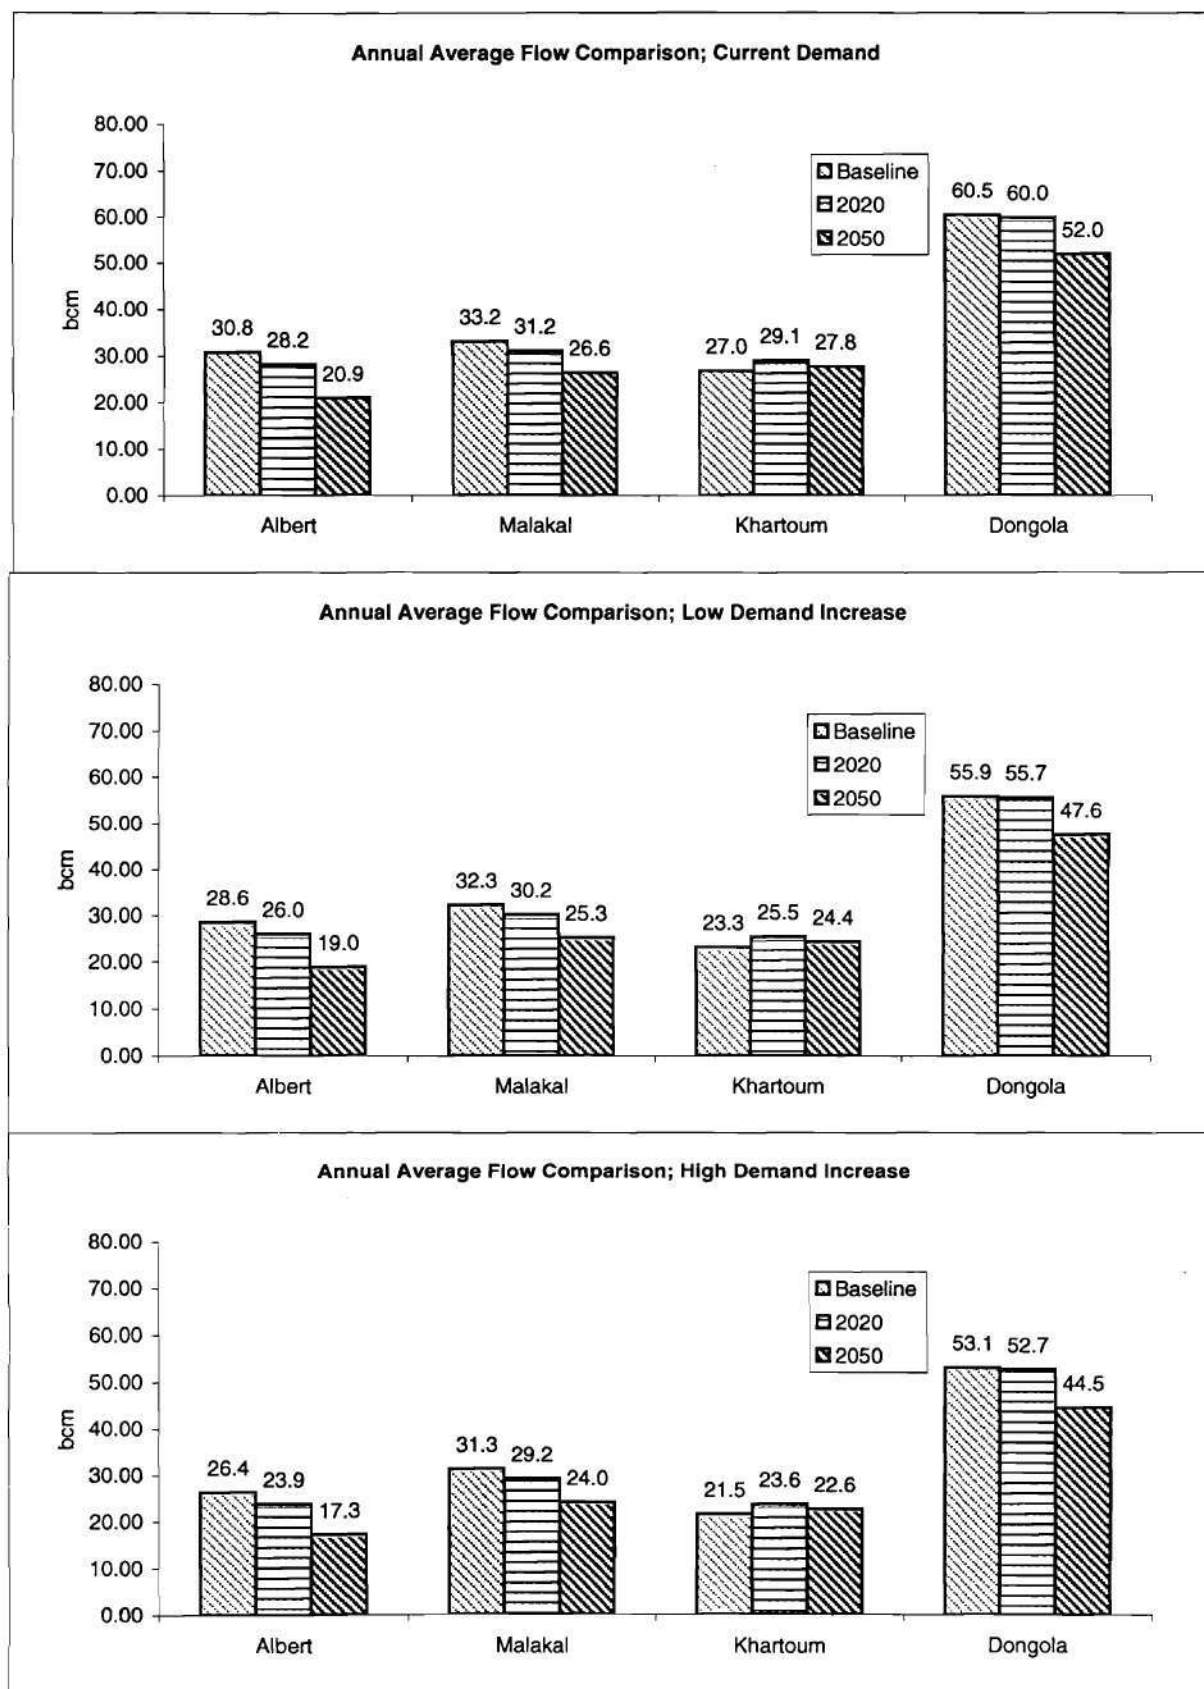 Annual Average Flow Comparison; Current Demand
80.00
70.00
60.00
50.00
40.00
30.00
20.00
10.00
0.00
bcm
Baseline
2020
2050
30.8 28.2 20.9
33.2 31.2 26.6
27.0 29.1 27.8
60.5 60.0 52.0
Albert Malakal Khartoum Dongola
Annual Average Flow Comparison; Low Demand Increase
80.00
70.00
60.00
50.00
40.00
30.00
20.00
10.00
0.00
bcm
Baseline
2020
2050
28.6 26.0 19.0
32.3 30.2 25.3
23.3 25.5 24.4
55.9 55.7 47.6
Albert Malakal Khartoum Dongola
Annual Average Flow Comparison; High Demand Increase
80.00
70.00
60.00
50.00
40.00
30.00
20.00
10.00
0.00
bcm
Baseline
2020
2050
26.4 23.9 17.3
31.3 29.2 24.0
21.5 23.6 22.6
53.1 52.7 44.5
Albert Malakal Khartoum Dongola